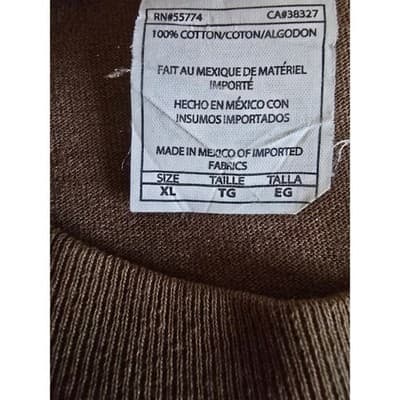 RN#55774 CA#38327
100% COTTON/COTON/ALGODON
FAIT AU MEXIQUE DE MATÉRIEL
IMPORTÉ
HECHO EN MÉXICO CON
INSUMOS IMPORTADOS
MADE IN MEXICO OF IMPORTED
FABRICS
SIZE TAILLE TALLA
XL TG EG